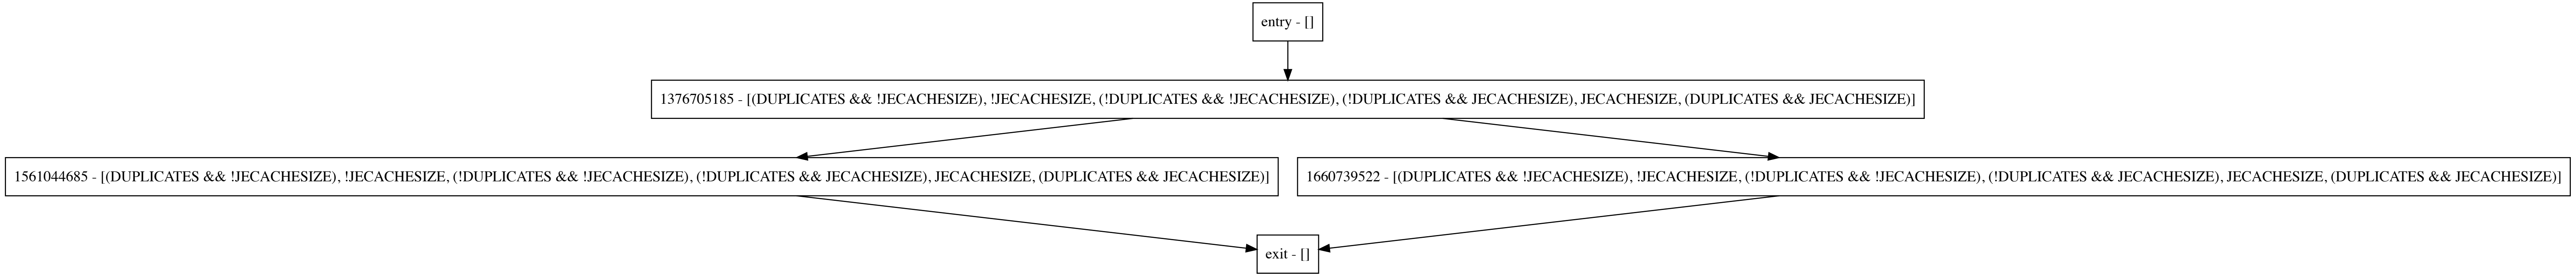 entry - []
1376705185 - [(DUPLICATES && !JECACHESIZE), !JECACHESIZE, (!DUPLICATES && !JECACHESIZE), (!DUPLICATES && JECACHESIZE), JECACHESIZE, (DUPLICATES && JECACHESIZE)]
1561044685 - [(DUPLICATES && !JECACHESIZE), !JECACHESIZE, (!DUPLICATES && !JECACHESIZE), (!DUPLICATES && JECACHESIZE), JECACHESIZE, (DUPLICATES && JECACHESIZE)]
1660739522 - [(DUPLICATES && !JECACHESIZE), !JECACHESIZE, (!DUPLICATES && !JECACHESIZE), (!DUPLICATES && JECACHESIZE), JECACHESIZE, (DUPLICATES && JECACHESIZE)]
exit - []